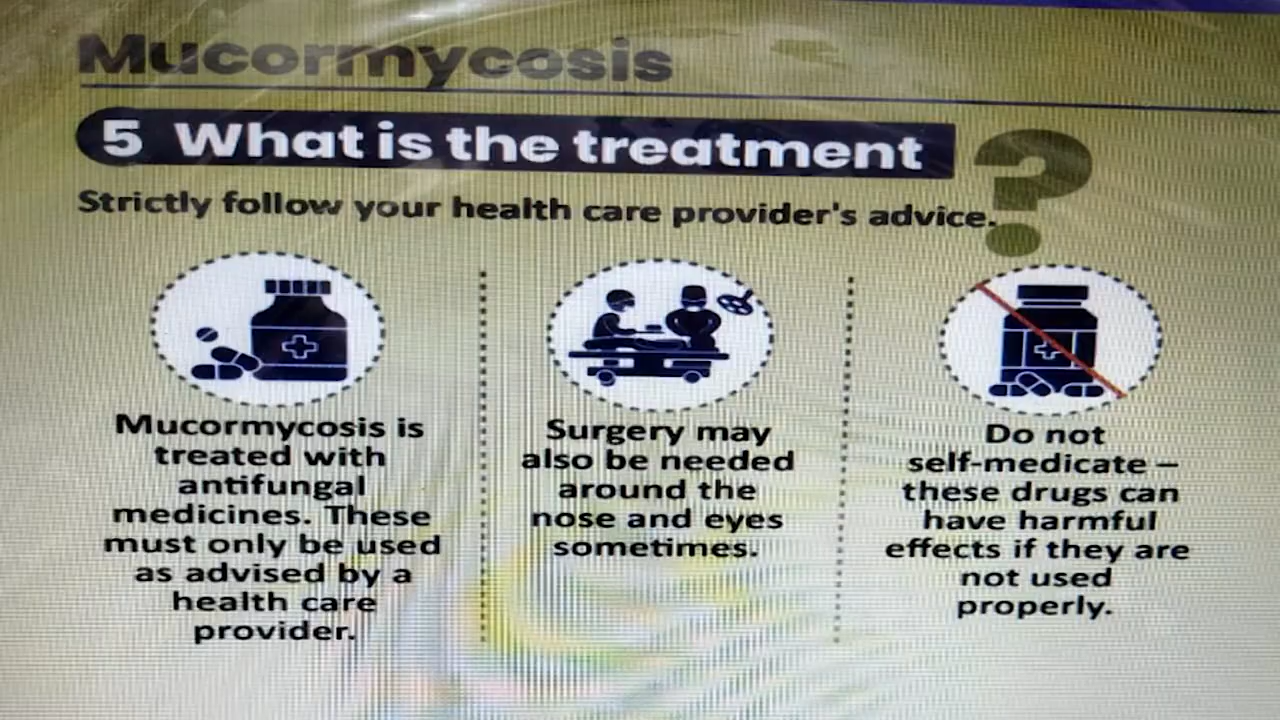 Mucormycosis
5 What is the treatment ?
Strictly follow your health care provider's advice.
Mucormycosis is
treated with
antifungal
medicines. These
must only be used
as advised by a
health care
provider.
Surgery may
also be needed
around the
nose and eyes
sometimes.
Do not
self-medicate –
these drugs can
have harmful
effects if they are
not used
properly.